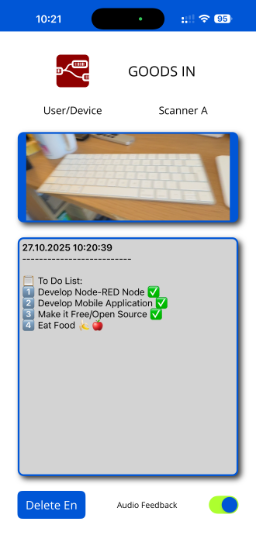 10:21
95
GOODS IN
User/Device
Scanner A
27.10.2025 10:20:39
---------------------------
📋 To Do List:
1️⃣ Develop Node-RED Node ✅
2️⃣ Develop Mobile Application ✅
3️⃣ Make it Free/Open Source ✅
4️⃣ Eat Food 🍌🍎
Delete En
Audio Feedback